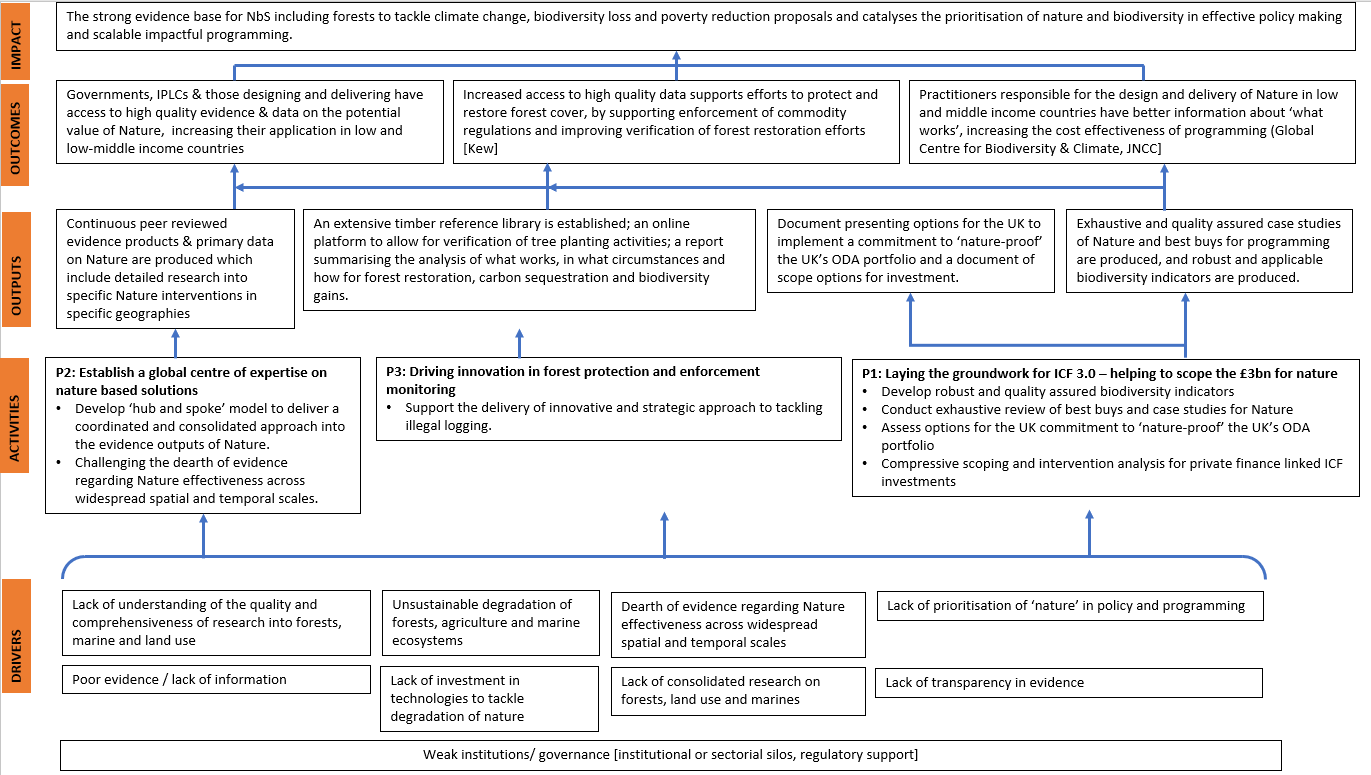 IMPACT
The strong evidence base for NbS including forests to tackle climate change, biodiversity loss and poverty reduction proposals and catalyses the prioritisation of nature and biodiversity in effective policy making
and scalable impactful programming.
OUTCOMES
Governments, IPLCs & those designing and delivering have
access to high quality evidence & data on the potential
value of Nature, increasing their application in low and
low-middle income countries
Increased access to high quality data supports efforts to protect and
restore forest cover, by supporting enforcement of commodity
regulations and improving verification of forest restoration efforts
[Kew]
Practitioners responsible for the design and delivery of Nature in low
and middle income countries have better information about ‘what
works’, increasing the cost effectiveness of programming (Global
Centre for Biodiversity & Climate, JNCC]
OUTPUTS
Continuous peer reviewed
evidence products & primary data
on Nature are produced which
include detailed research into
specific Nature interventions in
specific geographies
An extensive timber reference library is established; an online
platform to allow for verification of tree planting activities; a report
summarising the analysis of what works, in what circumstances and
how for forest restoration, carbon sequestration and biodiversity
gains.
Document presenting options for the UK to
implement a commitment to ‘nature-proof’
the UK’s ODA portfolio and a document of
scope options for investment.
Exhaustive and quality assured case studies
of Nature and best buys for programming
are produced, and robust and applicable
biodiversity indicators are produced.
ACTIVITIES
P2: Establish a global centre of expertise on
nature based solutions
• Develop ‘hub and spoke’ model to deliver a
coordinated and consolidated approach into
the evidence outputs of Nature.
• Challenging the dearth of evidence
regarding Nature effectiveness across
widespread spatial and temporal scales.
P3: Driving innovation in forest protection and enforcement
monitoring
• Support the delivery of innovative and strategic approach to tackling
illegal logging.
P1: Laying the groundwork for ICF 3.0 – helping to scope the £3bn for nature
• Develop robust and quality assured biodiversity indicators
• Conduct exhaustive review of best buys and case studies for Nature
• Assess options for the UK commitment to ‘nature-proof’ the UK’s ODA
portfolio
• Compressive scoping and intervention analysis for private finance linked ICF
investments
DRIVERS
Lack of understanding of the quality and
comprehensiveness of research into forests,
marine and land use
Unsustainable degradation of
forests, agriculture and marine
ecosystems
Dearth of evidence regarding Nature
effectiveness across widespread
spatial and temporal scales
Lack of prioritisation of ‘nature’ in policy and programming
Poor evidence / lack of information
Lack of investment in
technologies to tackle
degradation of nature
Lack of consolidated research on
forests, land use and marines
Lack of transparency in evidence
Weak institutions/ governance [institutional or sectorial silos, regulatory support]